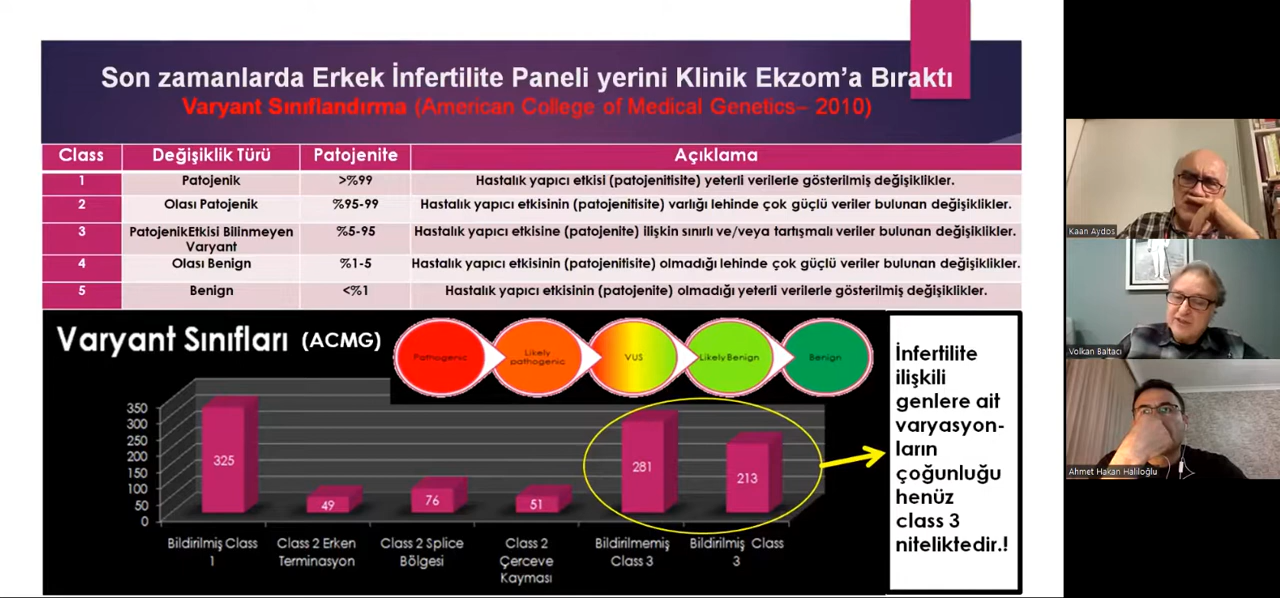 Son zamanlarda Erkek İnfertilite Paneli yerini Klinik Ekzom'a Bıraktı
Varyant Sınıflandırma (American College of Medical Genetics– 2010)
Class Değişiklik Türü Patojenite Açıklama
1 Patojenik >%99 Hastalık yapıcı etkisi (patojenitisite) yeterli verilerle gösterilmiş değişiklikler.
2 Olası Patojenik %95-99 Hastalık yapıcı etkisinin (patojenitisite) varlığı lehinde çok güçlü veriler bulunan değişiklikler.
3 PatojenikEtkisi Bilinmeyen %5-95 Hastalık yapıcı etkisine (patojenite) ilişkin sınırlı ve/veya tartışmalı veriler bulunan değişiklikler.
Varyant
4 Olası Benign %1-5 Hastalık yapıcı etkisinin (patojenitisite) olmadığı lehinde çok güçlü veriler bulunan değişiklikler.
5 Benign <%1 Hastalık yapıcı etkisinin (patojenite) olmadığı yeterli verilerle gösterilmiş değişiklikler.
Varyant Sınıfları (ACMG)
Pathogenic
Likely
pathogenic
VUS
Likely Benign
Benign
350
300
250
200
150
100
50
0
325
49
76
51
281
213
Bildirilmiş Class
1
Class 2 Erken
Terminasyon
Class 2 Splice
Bölgesi
Class 2
Çerceve
Kayması
Bildirilmemiş
Class 3
Bildirilmiş Class
3
İnfertilite
ilişkili
genlere ait
varyasyon-
ların
çoğunluğu
henüz
class 3
niteliktedir.!
Kaan Aydos
Volkan Baltacı
Ahmet Hakan Haliloğlu